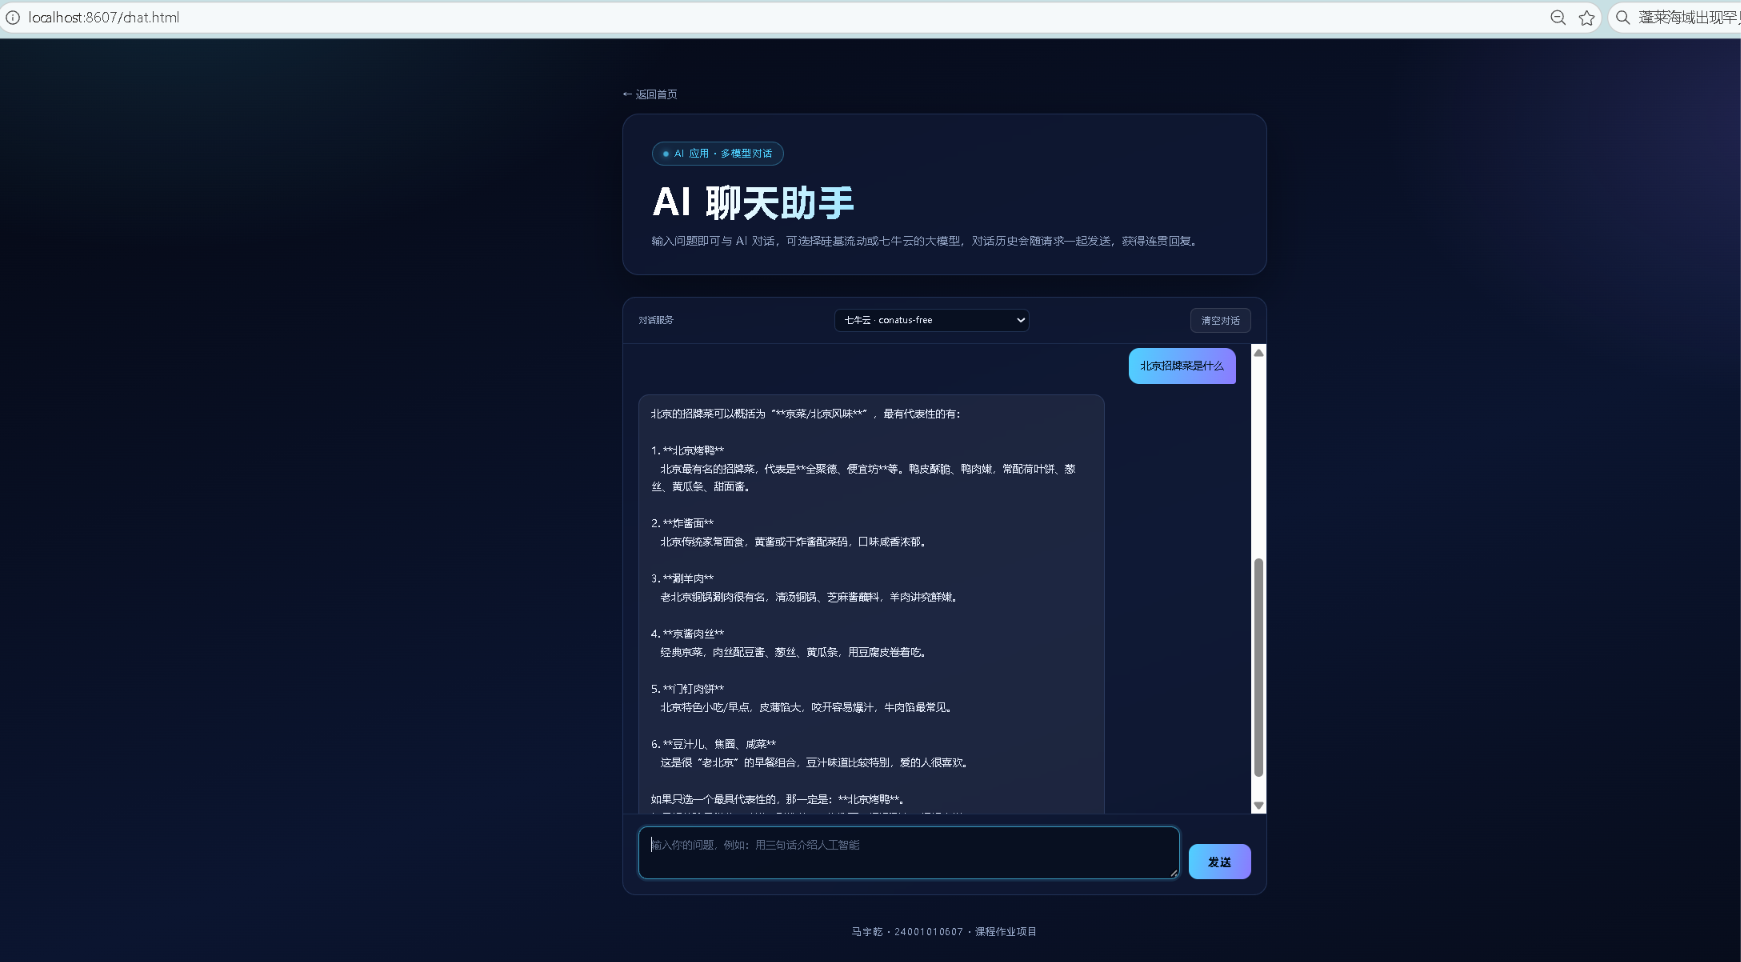 localhost:8607/chat.html
蓬莱海域出现罕
← 返回首页
AI 应用 · 多模型对话
AI 聊天助手
输入问题即可与 AI 对话，可选择硅基流动或七牛云的大模型，对话历史会随请求一起发送，获得连贯回复。
对话服务
七牛云 · conatus-free
清空对话
北京招牌菜是什么
北京的招牌菜可以概括为“**京菜/北京风味**”，最有代表性的有：
1. **北京烤鸭**
北京最有名的招牌菜，代表是**全聚德、便宜坊**等。鸭皮酥脆、鸭肉嫩，常配荷叶饼、葱
丝、黄瓜条、甜面酱。
2. **炸酱面**
北京传统家常面食，黄酱或干炸酱配菜码，口味咸香浓郁。
3. **涮羊肉**
老北京铜锅涮肉很有名，清汤铜锅、芝麻酱蘸料，羊肉讲究鲜嫩。
4. **京酱肉丝**
经典京菜，肉丝配豆酱、葱丝、黄瓜条，用豆腐皮卷着吃。
5. **门钉肉饼**
北京特色小吃/早点，皮薄馅大，咬开容易爆汁，牛肉馅最常见。
6. **豆汁儿、焦圈、咸菜**
这是很“老北京”的早餐组合，豆汁味道比较特别，爱的人很喜欢。
如果只选一个最具代表性的，那一定是：**北京烤鸭**。
输入你的问题，例如：用三句话介绍人工智能
发送
马宇乾 · 24001010607 · 课程作业项目